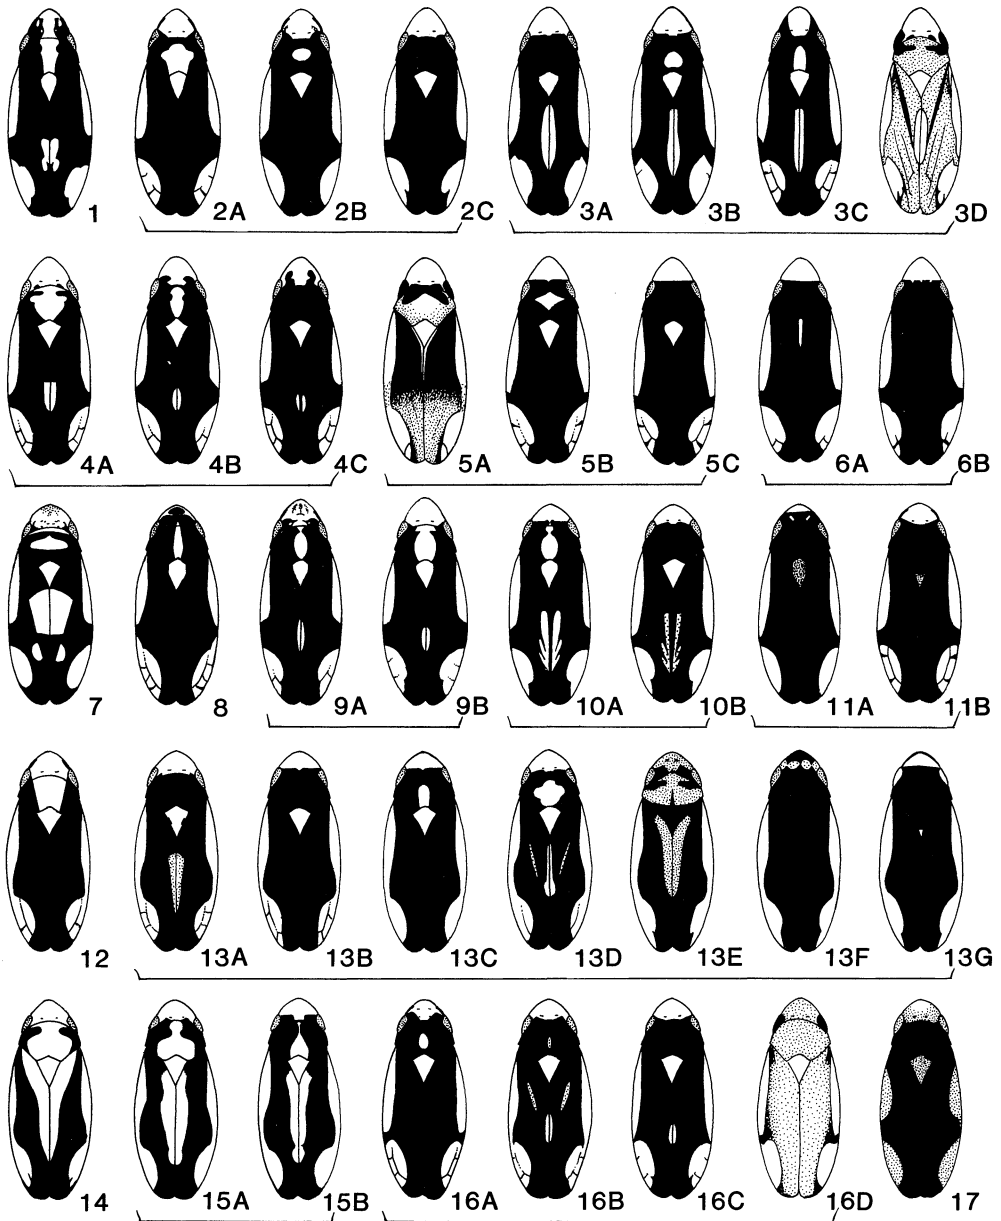 1 2A 2B 2C 3A 3B 3C 3D
4A 4B 4C 5A 5B 5C 6A 6B
7 8 9A 9B 10A 10B 11A 11B
12 13A 13B 13C 13D 13E 13F 13G
14 15A 15B 16A 16B 16C 16D 17